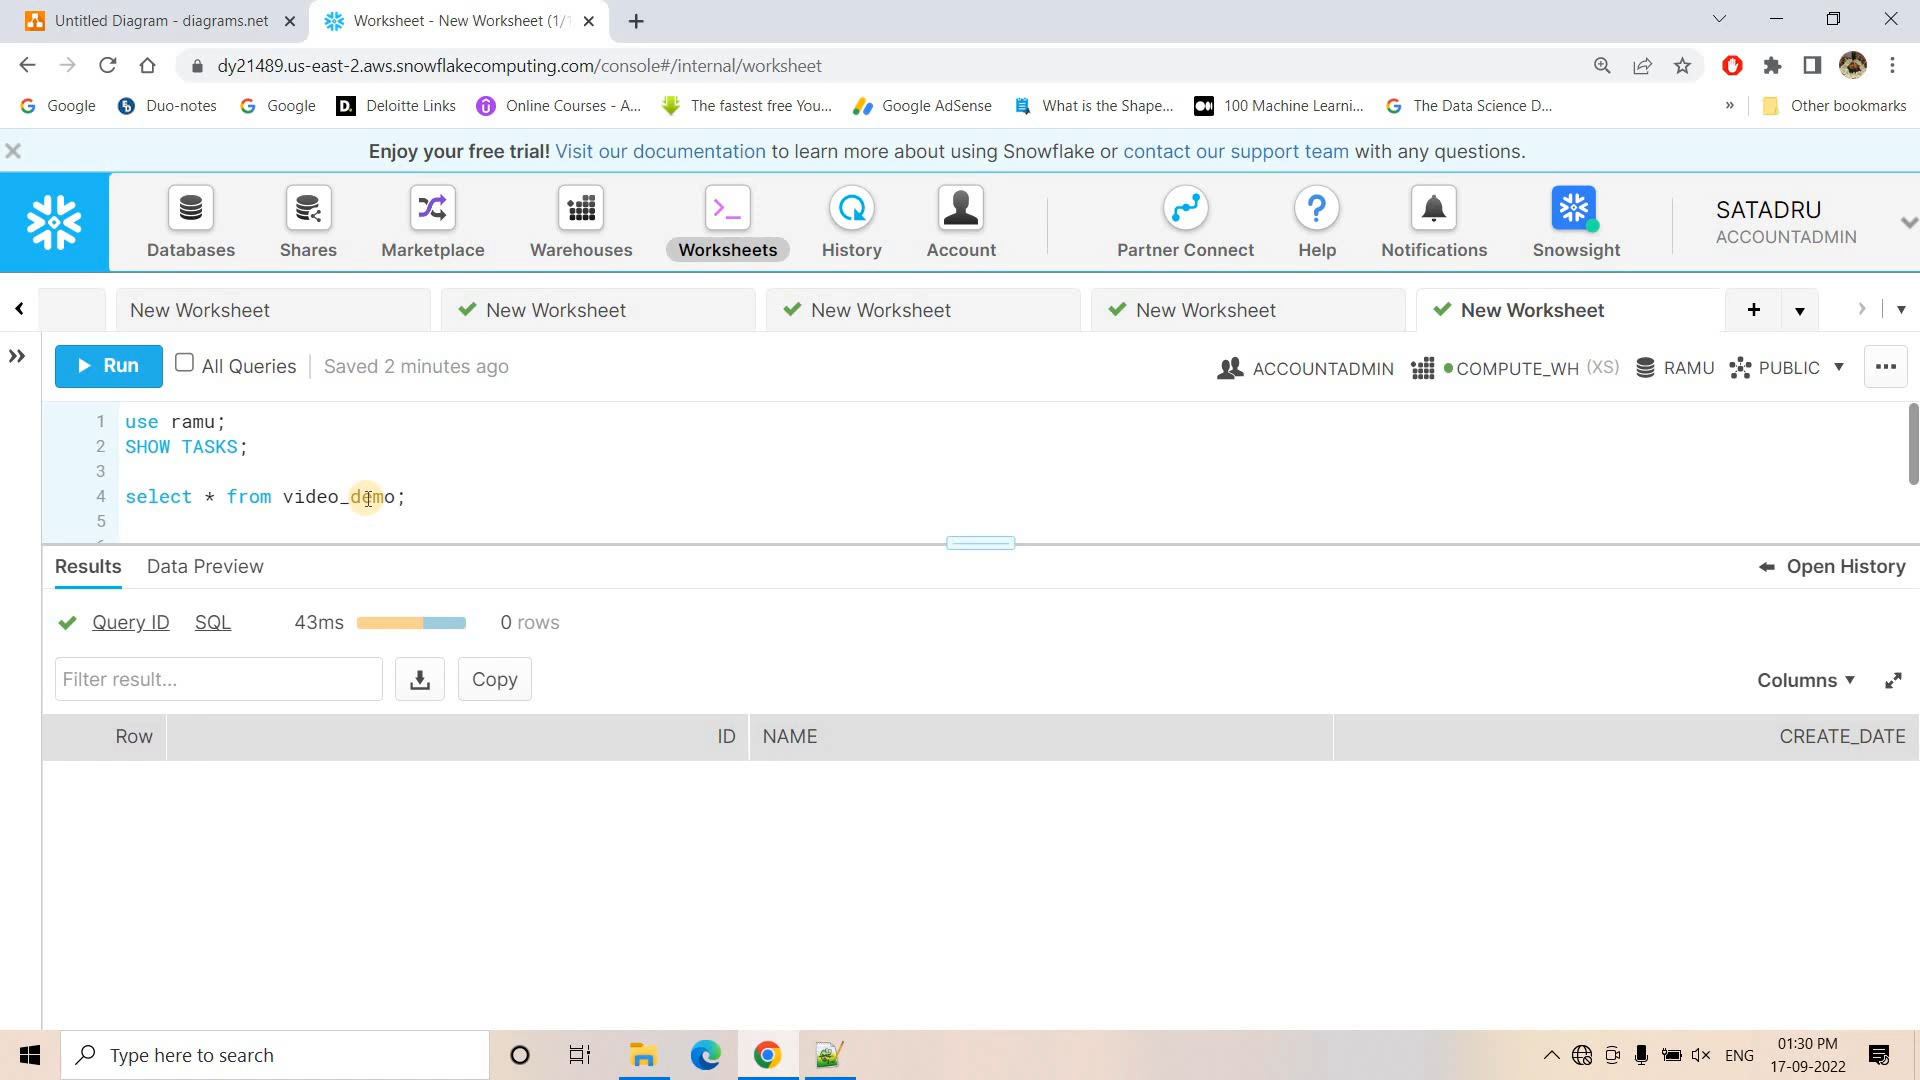 Untitled Diagram - diagrams.net
Worksheet - New Worksheet (1/1
dy21489.us-east-2.aws.snowflakecomputing.com/console#/internal/worksheet
Google Duo-notes Google Deloitte Links Online Courses - A... The fastest free You... Google AdSense What is the Shape... 100 Machine Learni... The Data Science D... » Other bookmarks
Enjoy your free trial! Visit our documentation to learn more about using Snowflake or contact our support team with any questions.
Databases Shares Marketplace Warehouses Worksheets History Account Partner Connect Help Notifications Snowsight
SATADRU
ACCOUNTADMIN
New Worksheet New Worksheet New Worksheet New Worksheet New Worksheet
Run All Queries Saved 2 minutes ago ACCOUNTADMIN COMPUTE_WH (XS) RAMU PUBLIC
1 use ramu;
2 SHOW TASKS;
3
4 select * from video_demo;
5
Results Data Preview Open History
Query ID SQL 43ms 0 rows
Filter result... Copy Columns
Row ID NAME CREATE_DATE
Type here to search
ENG
01:30 PM
17-09-2022